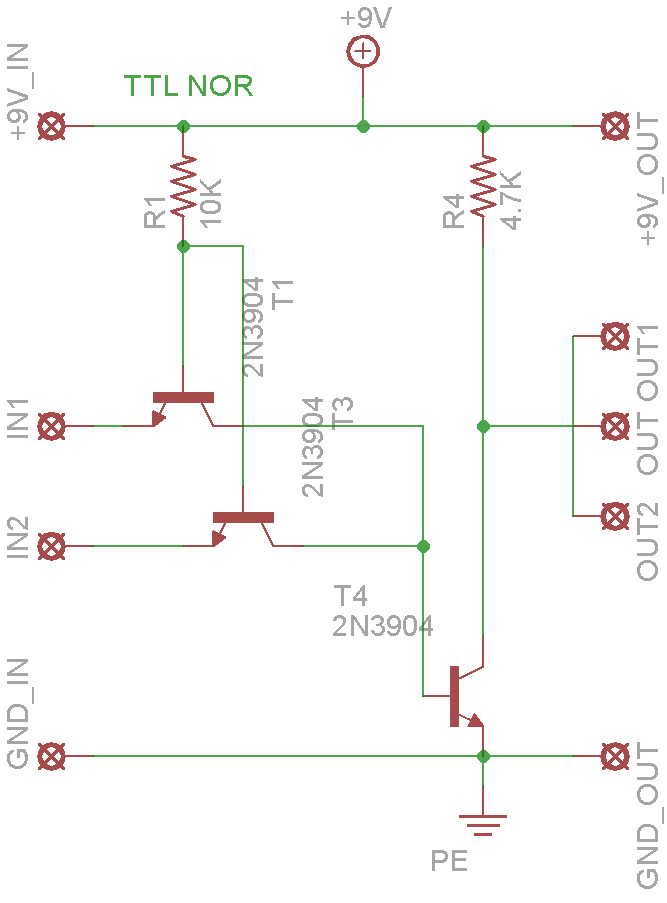 +9V
+9V_IN
TTL NOR
+9V_OUT
R1
10K
R4
4.7K
2N3904
T1
OUT1
IN1
2N3904
T3
OUT
IN2
OUT2
T4
2N3904
GND_IN
GND_OUT
PE